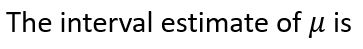 The interval estimate of μ is